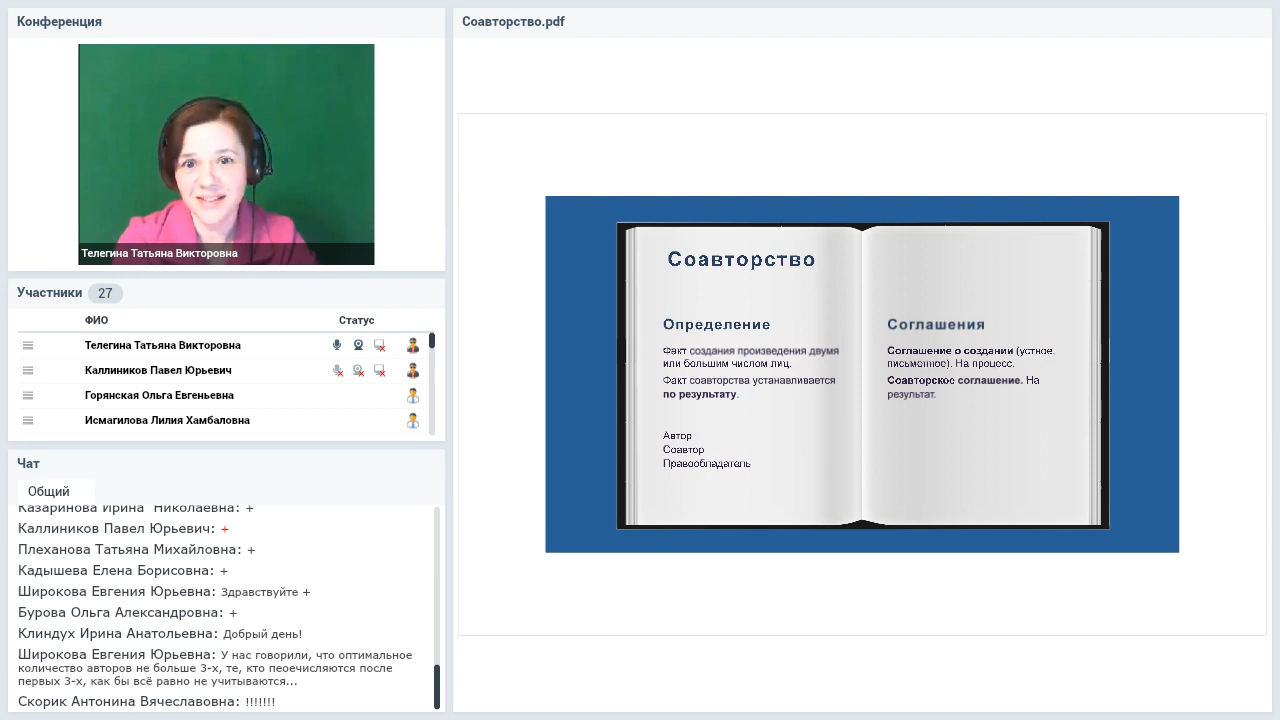 Конференция
Телегина Татьяна Викторовна
Участники 27
ФИО Статус
Телегина Татьяна Викторовна
Каллиников Павел Юрьевич
Горянская Ольга Евгеньевна
Исмагилова Лилия Хамбаловна
Чат
Общий
Казаринова Ирина Николаевна: +
Каллиников Павел Юрьевич: +
Плеханова Татьяна Михайловна: +
Кадышева Елена Борисовна: +
Широкова Евгения Юрьевна: Здравствуйте +
Бурова Ольга Александровна: +
Клиндух Ирина Анатольевна: Добрый день!
Широкова Евгения Юрьевна: У нас говорили, что оптимальное
количество авторов не больше 3-х, те, кто пеоечисляются после
первых 3-х, как бы всё равно не учитываются...
Скорик Антонина Вячеславовна: !!!!!!!
Соавторство.pdf
Соавторство
Определение
Факт создания произведения двумя
или большим числом лиц.
Факт соавторства устанавливается
по результату.
Автор
Соавтор
Правообладатель
Соглашения
Соглашение о создании (устное,
письменное). На процесс.
Соавторское соглашение. На
результат.